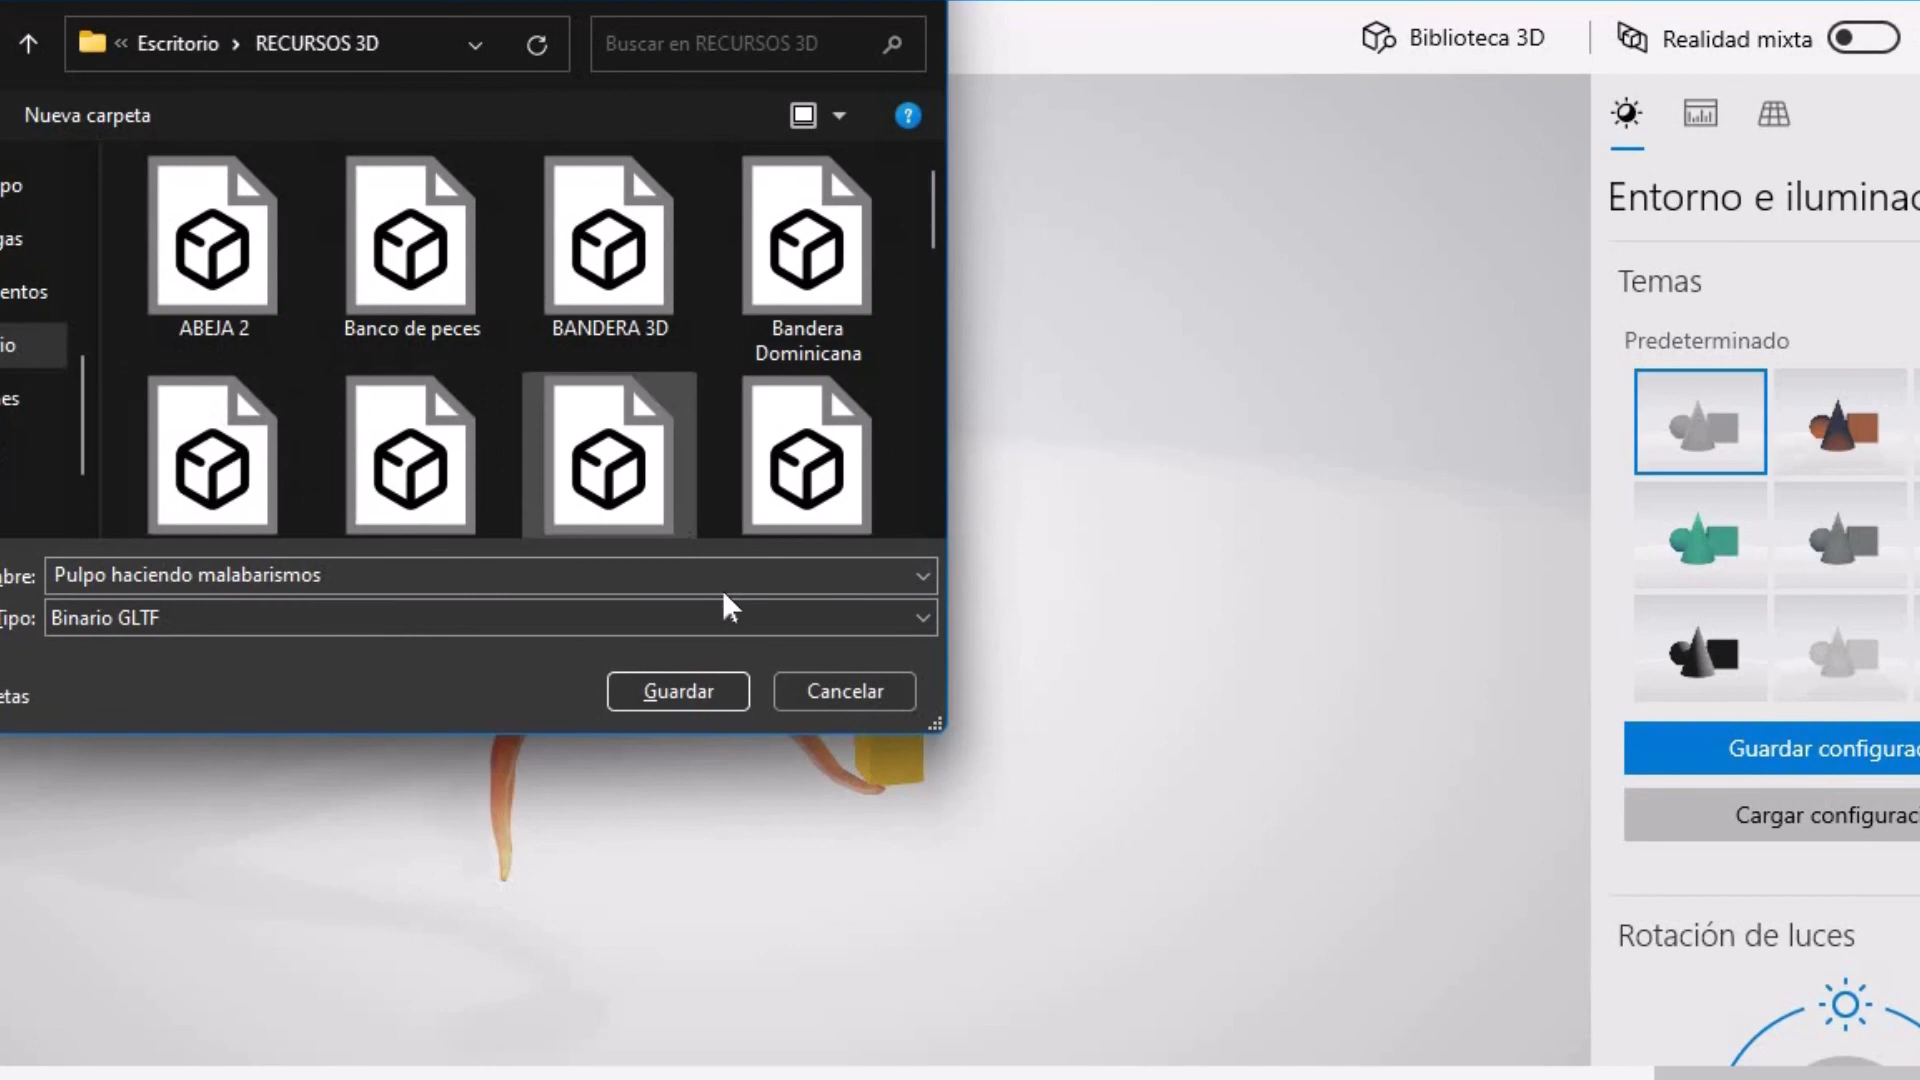 « Escritorio › RECURSOS 3D
Buscar en RECURSOS 3D
Biblioteca 3D
Realidad mixta
Nueva carpeta
?
po
gas
entos
io
es
ABEJA 2
Banco de peces
BANDERA 3D
Bandera
Dominicana
bre: Pulpo haciendo malabarismos
Tipo: Binario GLTF
etas
Guardar
Cancelar
Entorno e iluminac
Temas
Predeterminado
Guardar configurac
Cargar configuraci
Rotación de luces